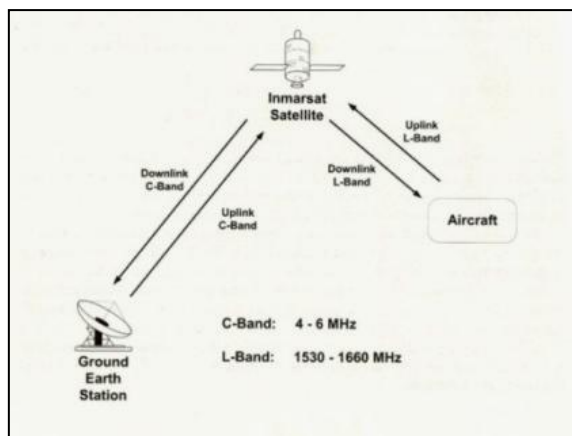 Inmarsat
Satellite
Uplink
L-Band
Downlink
C-Band
Downlink
L-Band
Uplink
C-Band
Aircraft
C-Band: 4 - 6 MHz
L-Band: 1530 - 1660 MHz
Ground
Earth
Station